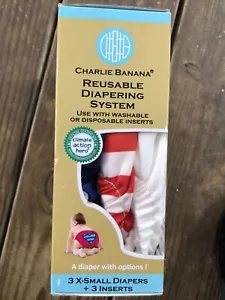 CHARLIE BANANA®
REUSABLE
DIAPERING
SYSTEM
USE WITH WASHABLE
OR DISPOSABLE INSERTS
climate
action
hero
A diaper with options !
3 X-SMALL DIAPERS
+ 3 INSERTS